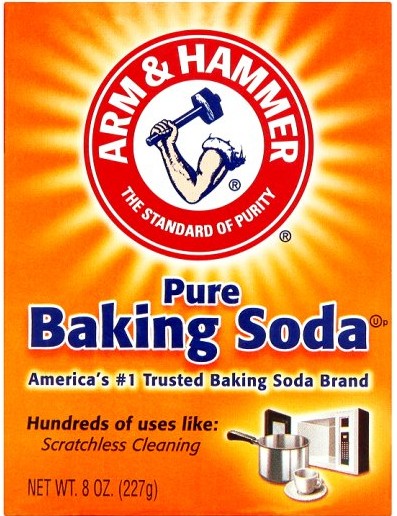 ARM & HAMMER
THE STANDARD OF PURITY
®
®
Pure
Baking Soda
Ⓤp
America's #1 Trusted Baking Soda Brand
Hundreds of uses like:
Scratchless Cleaning
NET WT. 8 OZ. (227g)